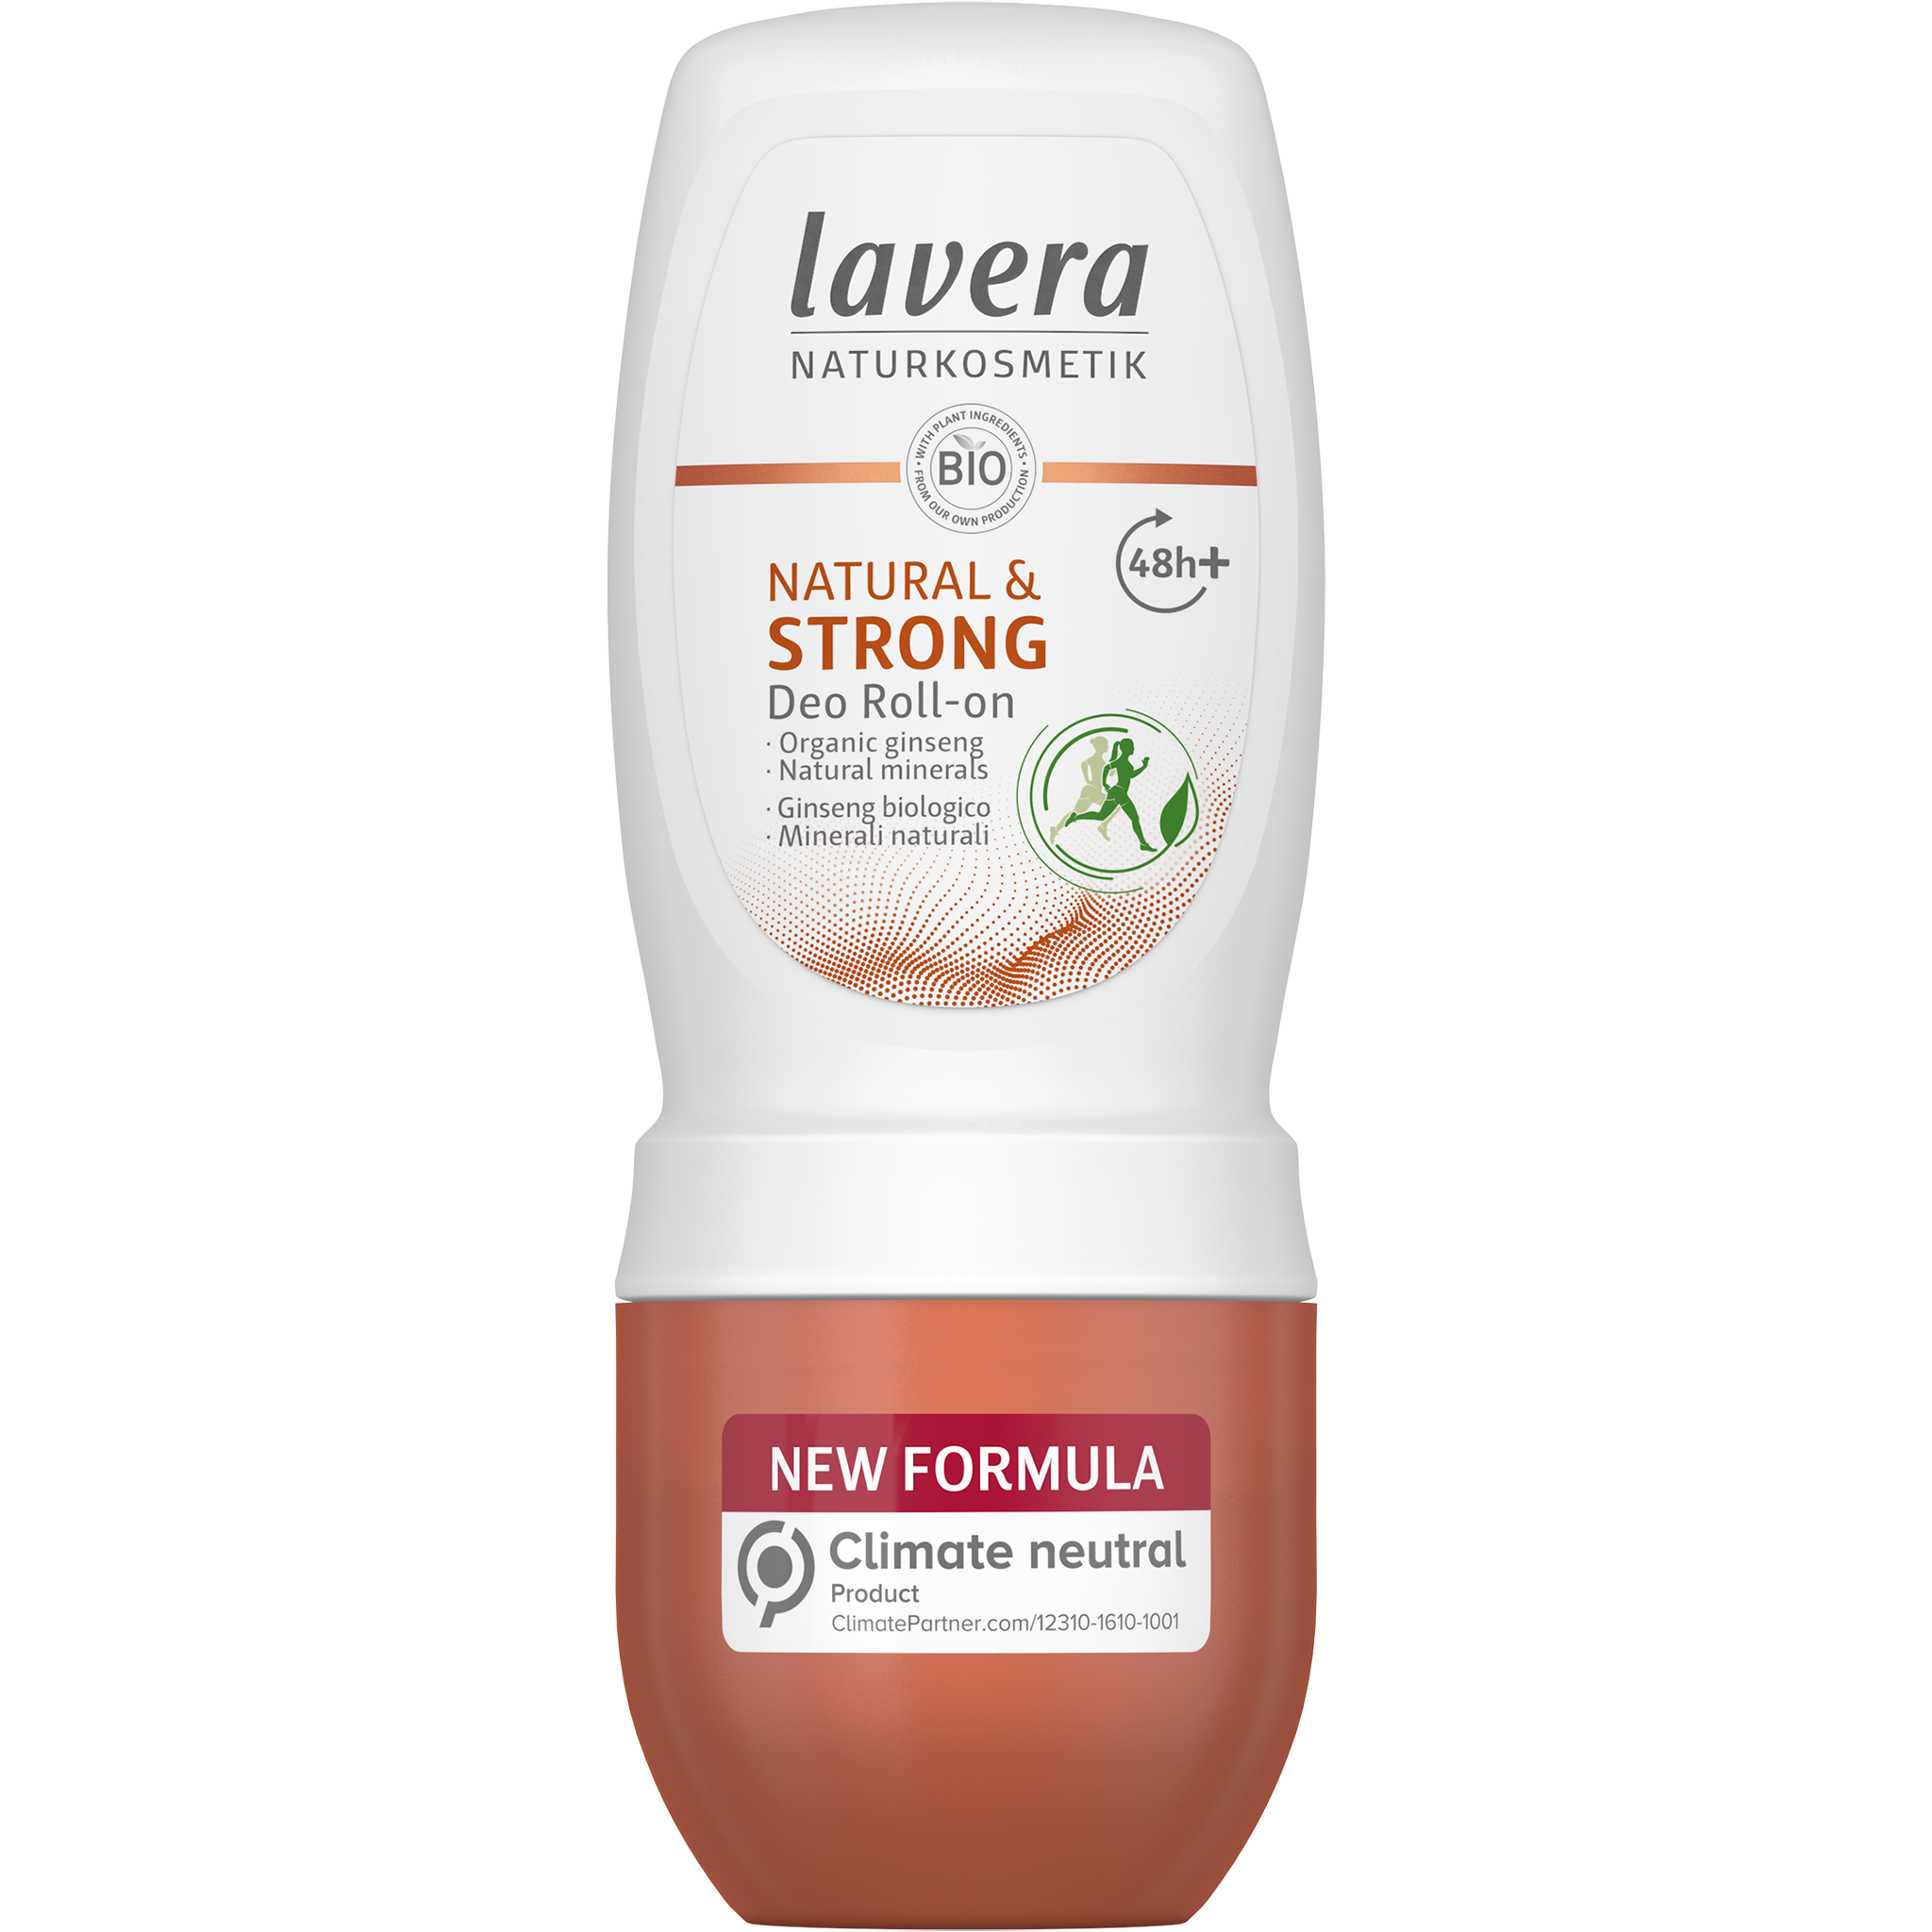 lavera
NATURKOSMETIK
• WITH PLANT INGREDIENTS •
BIO
FROM OUR OWN PRODUCTION
48h+
NATURAL &
STRONG
Deo Roll-on
· Organic ginseng
· Natural minerals
· Ginseng biologico
· Minerali naturali
NEW FORMULA
Climate neutral
Product
ClimatePartner.com/12310-1610-1001